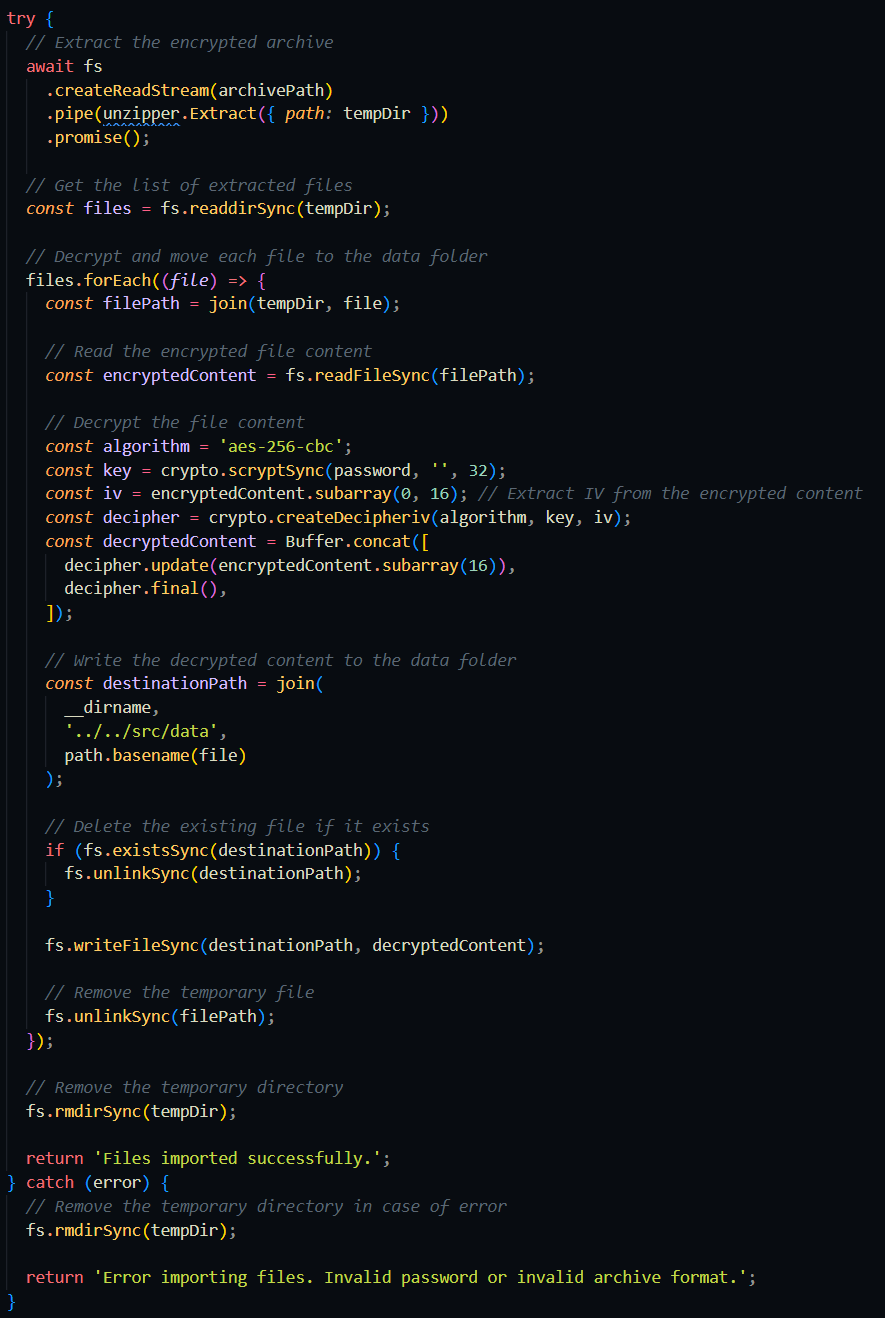 try {
  // Extract the encrypted archive
  await fs
    .createReadStream(archivePath)
    .pipe(unzipper.Extract({ path: tempDir }))
    .promise();

  // Get the list of extracted files
  const files = fs.readdirSync(tempDir);

  // Decrypt and move each file to the data folder
  files.forEach((file) => {
    const filePath = join(tempDir, file);

    // Read the encrypted file content
    const encryptedContent = fs.readFileSync(filePath);

    // Decrypt the file content
    const algorithm = 'aes-256-cbc';
    const key = crypto.scryptSync(password, '', 32);
    const iv = encryptedContent.subarray(0, 16); // Extract IV from the encrypted content
    const decipher = crypto.createDecipheriv(algorithm, key, iv);
    const decryptedContent = Buffer.concat([
      decipher.update(encryptedContent.subarray(16)),
      decipher.final(),
    ]);

    // Write the decrypted content to the data folder
    const destinationPath = join(
      __dirname,
      '../../src/data',
      path.basename(file)
    );

    // Delete the existing file if it exists
    if (fs.existsSync(destinationPath)) {
      fs.unlinkSync(destinationPath);
    }

    fs.writeFileSync(destinationPath, decryptedContent);

    // Remove the temporary file
    fs.unlinkSync(filePath);
  });

  // Remove the temporary directory
  fs.rmdirSync(tempDir);

  return 'Files imported successfully.';
} catch (error) {
  // Remove the temporary directory in case of error
  fs.rmdirSync(tempDir);

  return 'Error importing files. Invalid password or invalid archive format.';
}